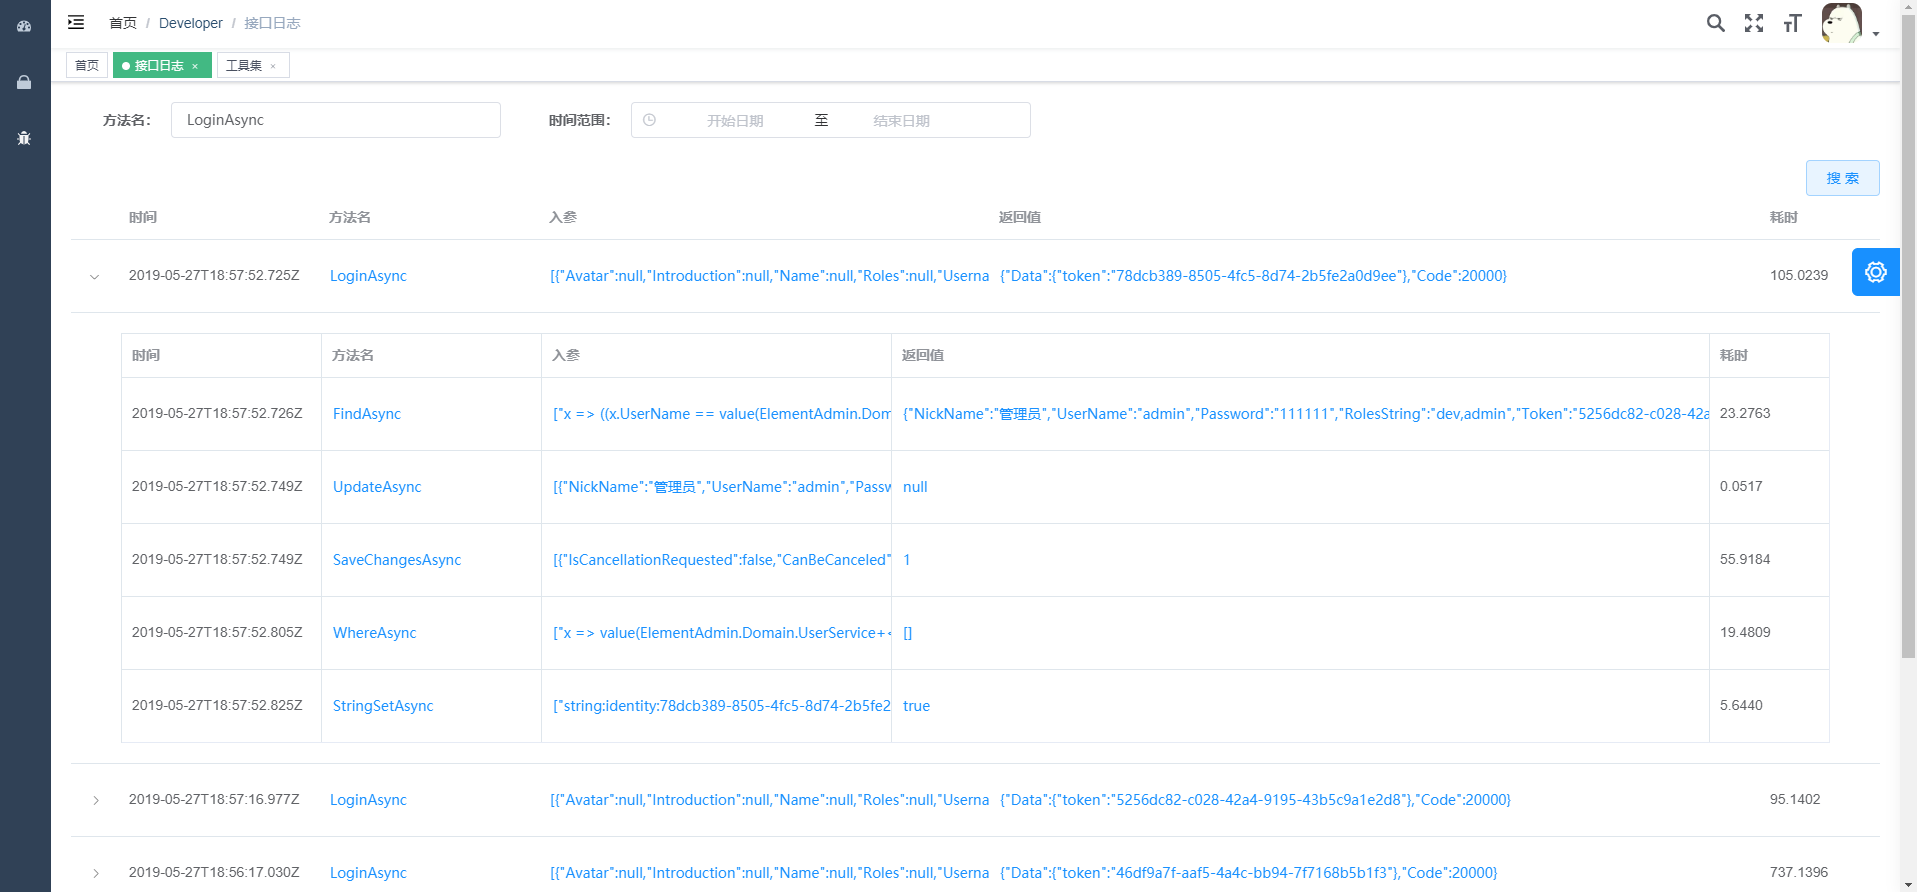 首页 / Developer / 接口日志
首页 接口日志 × 工具集 ×
方法名： LoginAsync 时间范围： 开始日期 至 结束日期
搜 索
时间 方法名 入参 返回值 耗时
2019-05-27T18:57:52.725Z LoginAsync [{"Avatar":null,"Introduction":null,"Name":null,"Roles":null,"Userna {"Data":{"token":"78dcb389-8505-4fc5-8d74-2b5fe2a0d9ee"},"Code":20000} 105.0239
时间 方法名 入参 返回值 耗时
2019-05-27T18:57:52.726Z FindAsync ["x => ((x.UserName == value(ElementAdmin.Dom {"NickName":"管理员","UserName":"admin","Password":"111111","RolesString":"dev,admin","Token":"5256dc82-c028-42a 23.2763
2019-05-27T18:57:52.749Z UpdateAsync [{"NickName":"管理员","UserName":"admin","Passw null 0.0517
2019-05-27T18:57:52.749Z SaveChangesAsync [{"IsCancellationRequested":false,"CanBeCanceled" 1 55.9184
2019-05-27T18:57:52.805Z WhereAsync ["x => value(ElementAdmin.Domain.UserService+< [] 19.4809
2019-05-27T18:57:52.825Z StringSetAsync ["string:identity:78dcb389-8505-4fc5-8d74-2b5fe2 true 5.6440
2019-05-27T18:57:16.977Z LoginAsync [{"Avatar":null,"Introduction":null,"Name":null,"Roles":null,"Userna {"Data":{"token":"5256dc82-c028-42a4-9195-43b5c9a1e2d8"},"Code":20000} 95.1402
2019-05-27T18:56:17.030Z LoginAsync [{"Avatar":null,"Introduction":null,"Name":null,"Roles":null,"Userna {"Data":{"token":"46df9a7f-aaf5-4a4c-bb94-7f7168b5b1f3"},"Code":20000} 737.1396